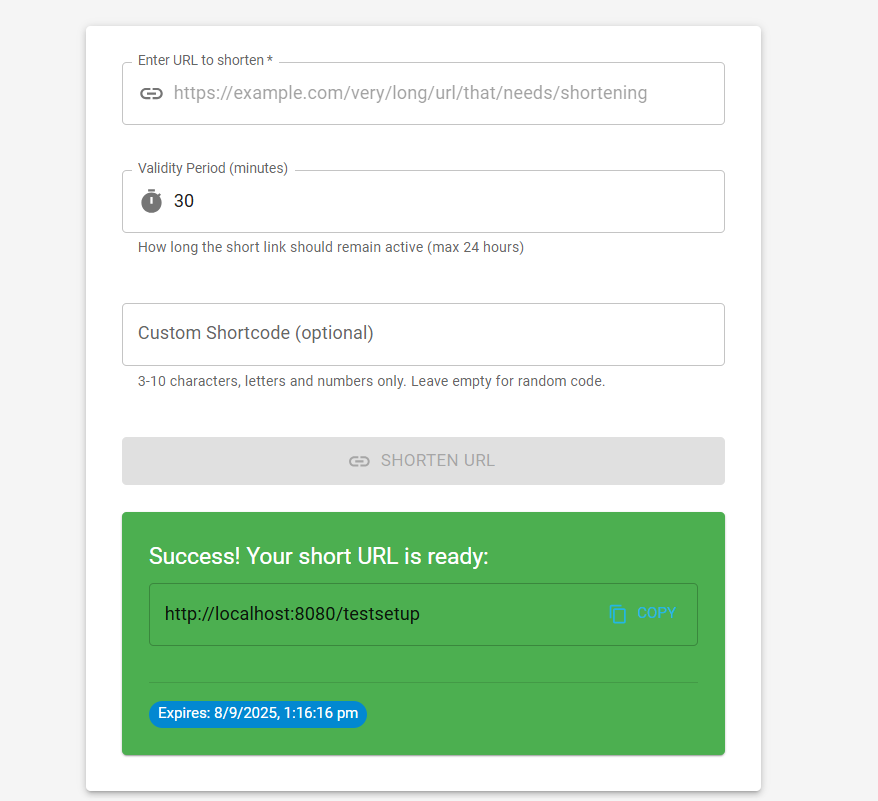 Enter URL to shorten *
https://example.com/very/long/url/that/needs/shortening
Validity Period (minutes)
30
How long the short link should remain active (max 24 hours)
Custom Shortcode (optional)
3-10 characters, letters and numbers only. Leave empty for random code.
SHORTEN URL
Success! Your short URL is ready:
http://localhost:8080/testsetup
COPY
Expires: 8/9/2025, 1:16:16 pm